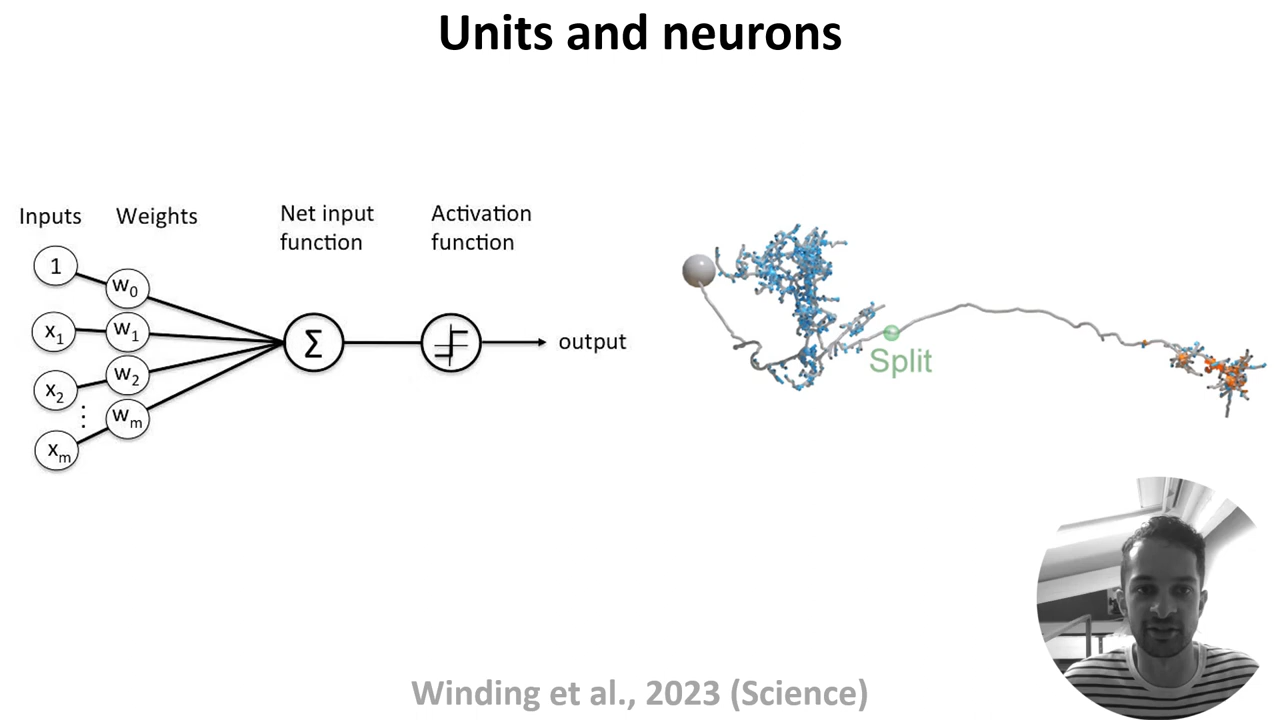 Units and neurons
Inputs
Weights
Net input
function
Activation
function
1
w0
x1
w1
x2
w2
⋮
wm
xm
Σ
output
Split
Winding et al., 2023 (Science)